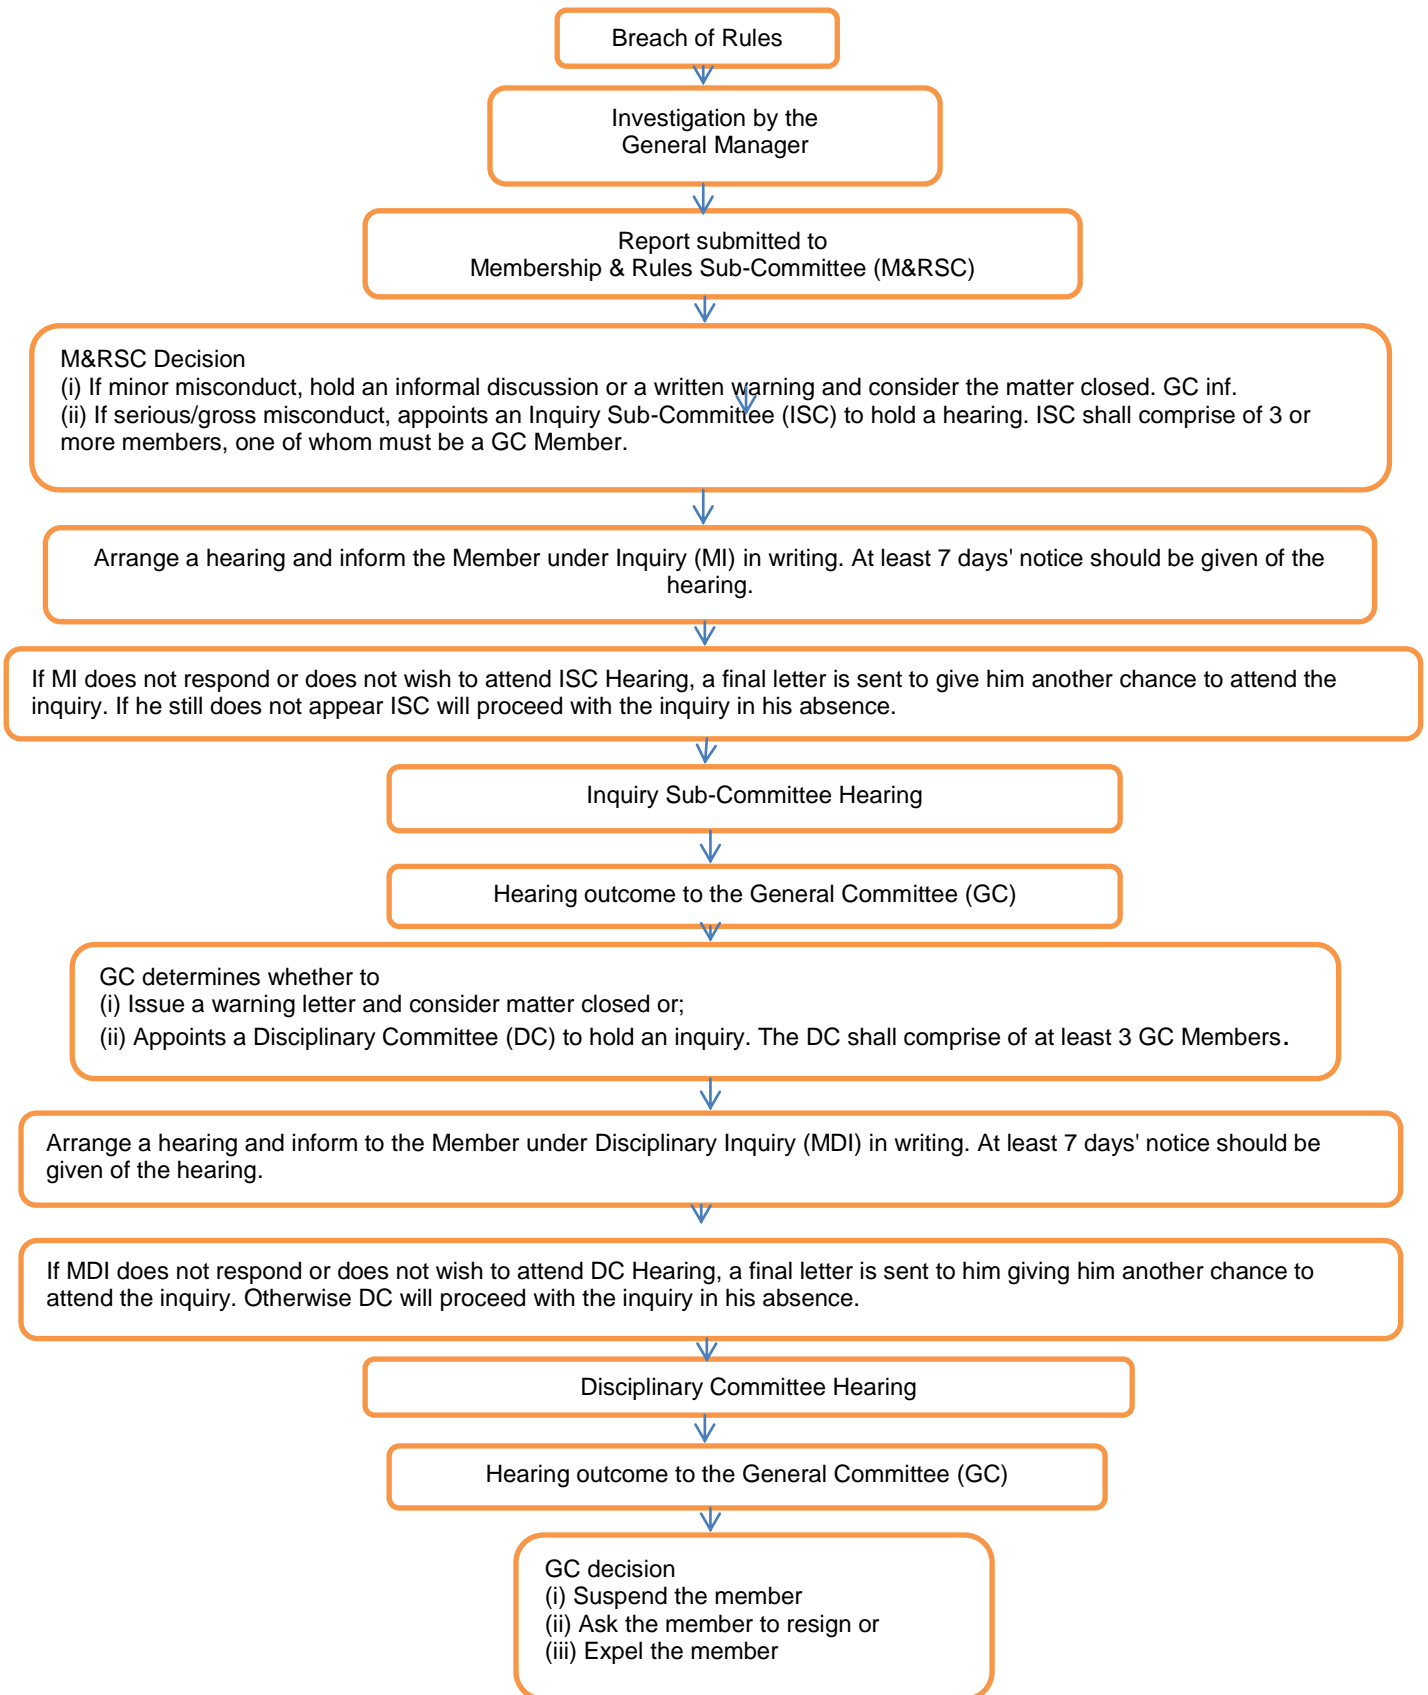 Breach of Rules
Investigation by the
General Manager
Report submitted to
Membership & Rules Sub-Committee (M&RSC)
M&RSC Decision
(i) If minor misconduct, hold an informal discussion or a written warning and consider the matter closed. GC inf.
(ii) If serious/gross misconduct, appoints an Inquiry Sub-Committee (ISC) to hold a hearing. ISC shall comprise of 3 or
more members, one of whom must be a GC Member.
Arrange a hearing and inform the Member under Inquiry (MI) in writing. At least 7 days' notice should be given of the
hearing.
If MI does not respond or does not wish to attend ISC Hearing, a final letter is sent to give him another chance to attend the
inquiry. If he still does not appear ISC will proceed with the inquiry in his absence.
Inquiry Sub-Committee Hearing
Hearing outcome to the General Committee (GC)
GC determines whether to
(i) Issue a warning letter and consider matter closed or;
(ii) Appoints a Disciplinary Committee (DC) to hold an inquiry. The DC shall comprise of at least 3 GC Members.
Arrange a hearing and inform to the Member under Disciplinary Inquiry (MDI) in writing. At least 7 days' notice should be
given of the hearing.
If MDI does not respond or does not wish to attend DC Hearing, a final letter is sent to him giving him another chance to
attend the inquiry. Otherwise DC will proceed with the inquiry in his absence.
Disciplinary Committee Hearing
Hearing outcome to the General Committee (GC)
GC decision
(i) Suspend the member
(ii) Ask the member to resign or
(iii) Expel the member